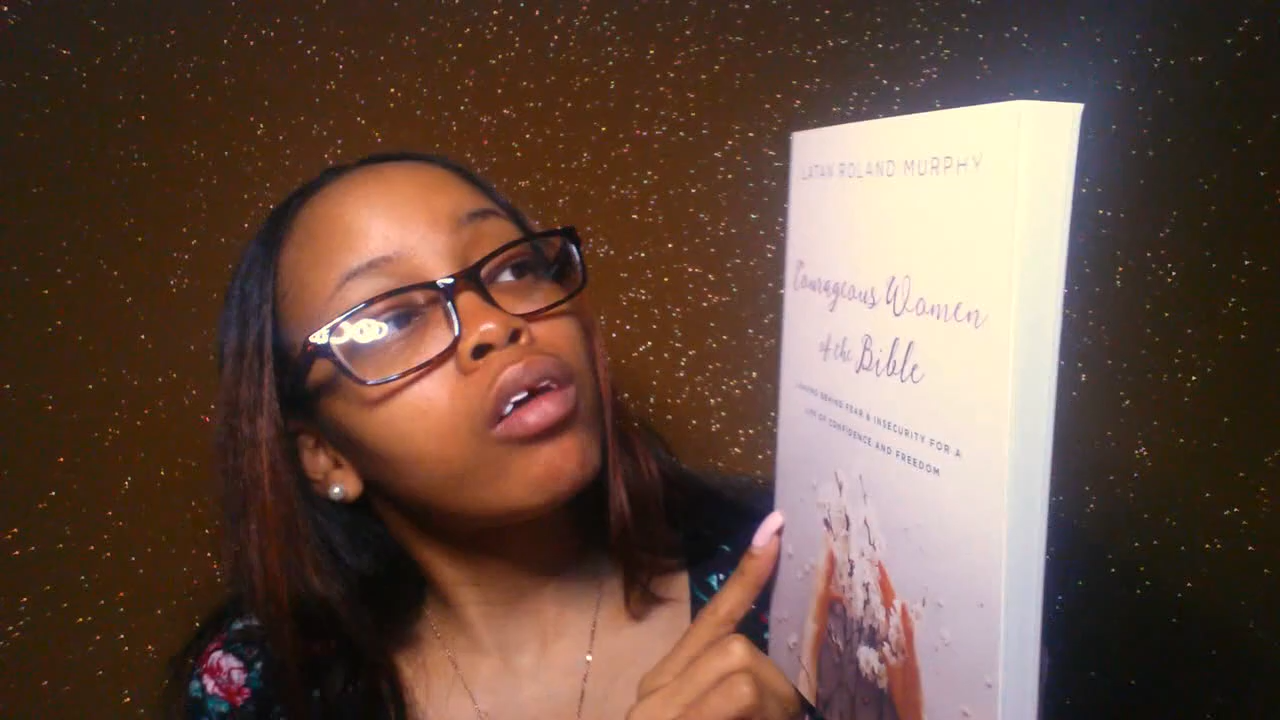 LATAN ROLAND MURPHY
Courageous Women
of the Bible
LEAVING BEHIND FEAR & INSECURITY FOR A
LIFE OF CONFIDENCE AND FREEDOM